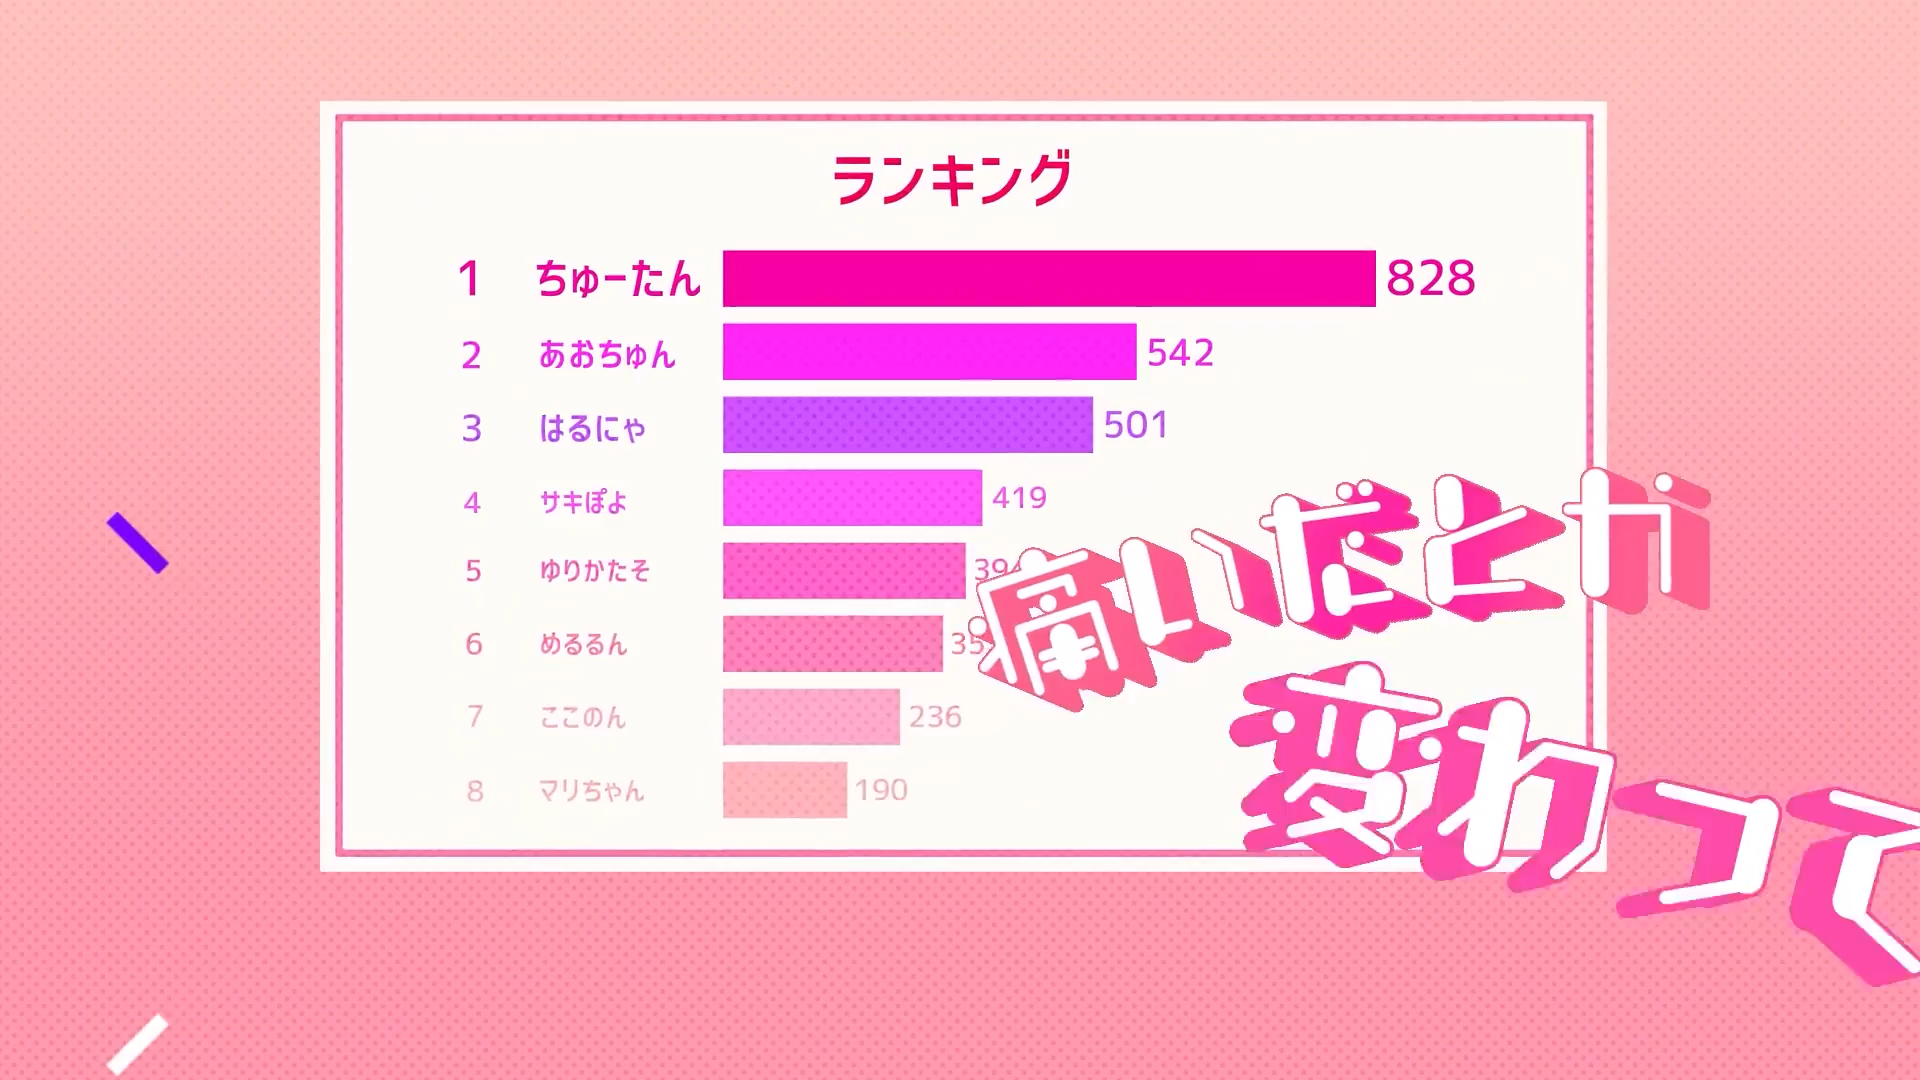 ランキング
1 ちゅーたん 828
2 あおちゅん 542
3 はるにゃ 501
4 サキぽよ 419
5 ゆりかたそ
6 めるるん
7 ここのん 236
8 マリちゃん 190
痛いだとか
変わって